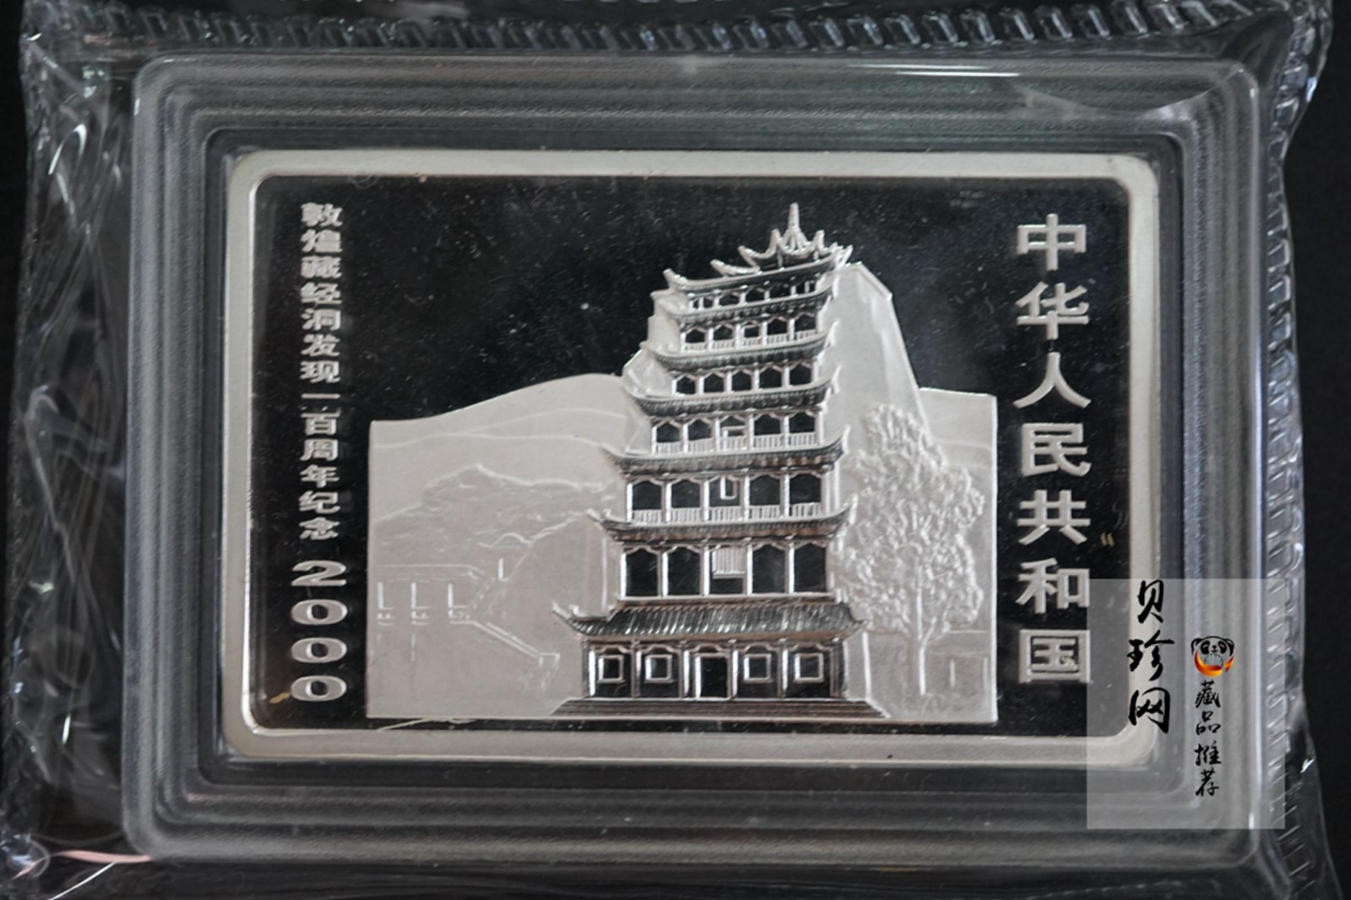 中华人民共和国
敦煌藏经洞发现一百周年纪念 2000
贝珍网
藏品推荐